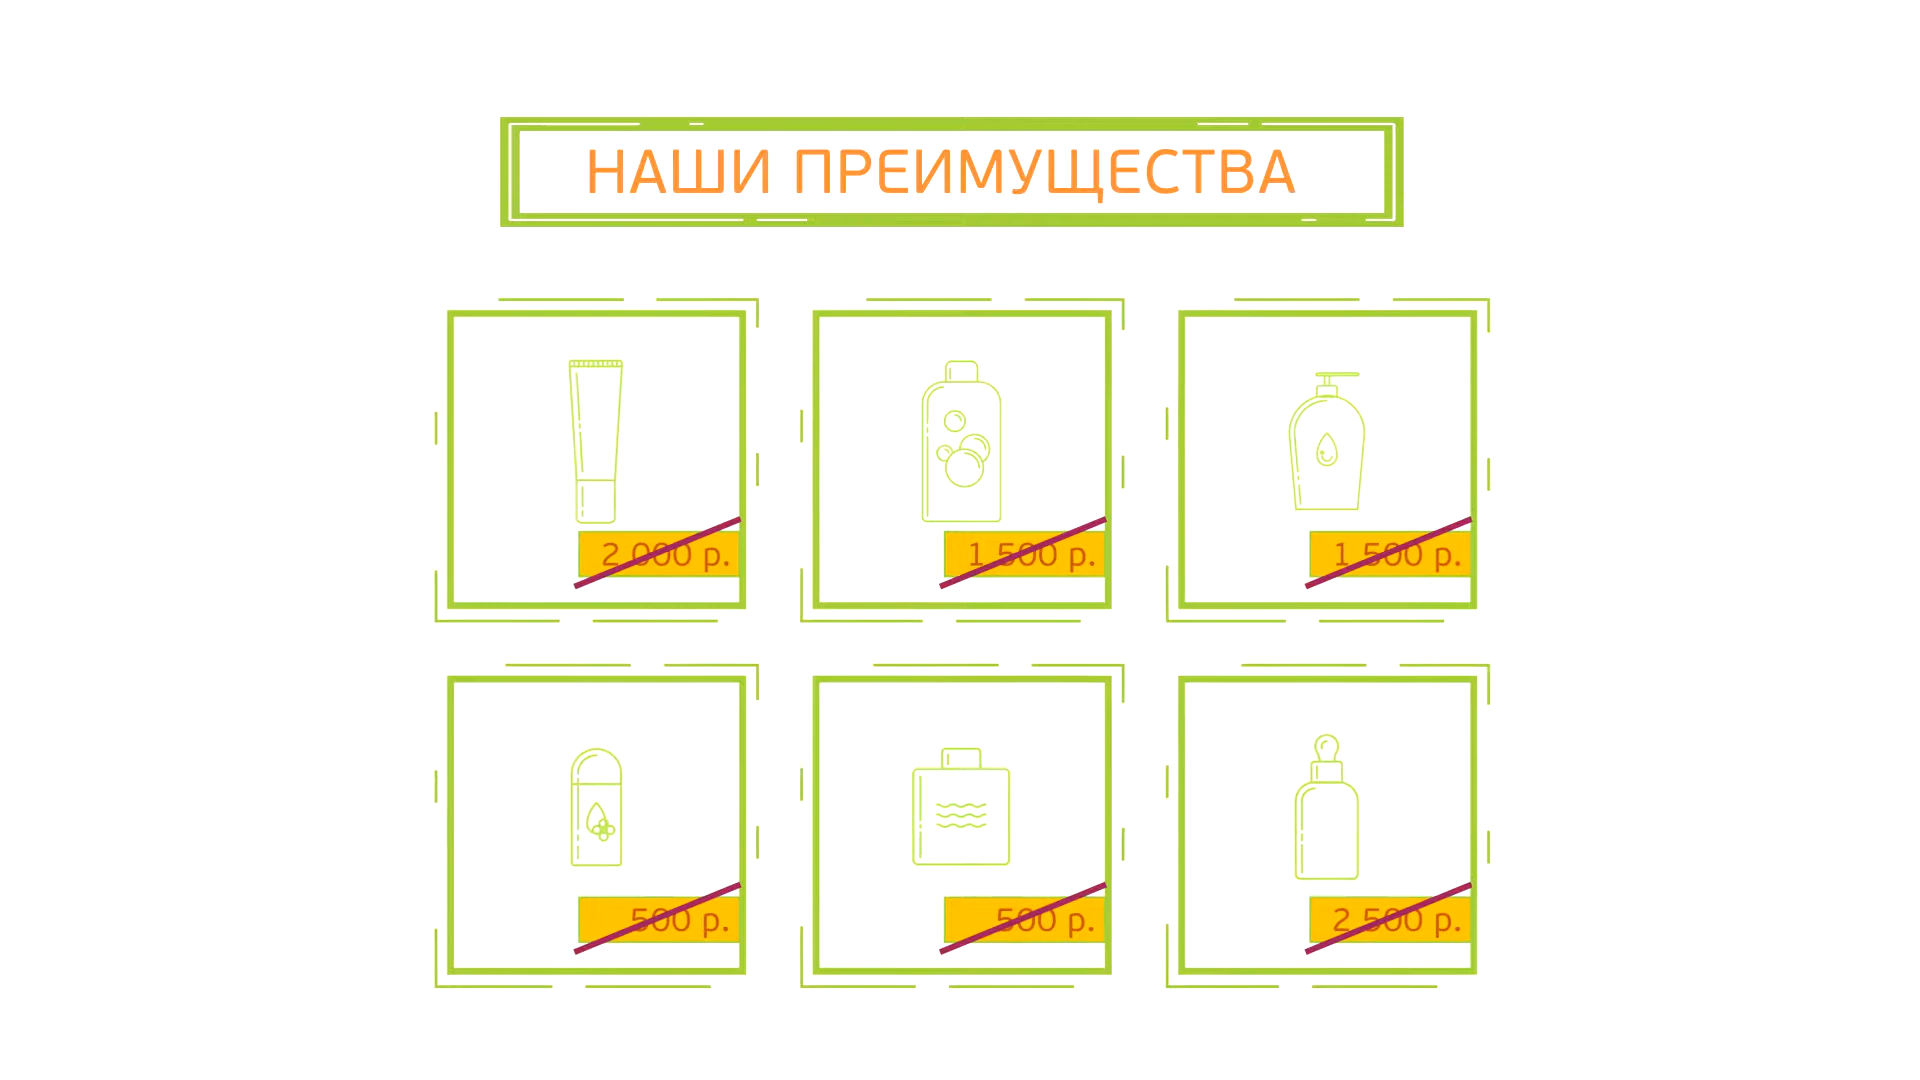 НАШИ ПРЕИМУЩЕСТВА
2 000 р.
1 500 р.
1 500 р.
500 р.
500 р.
2 500 р.